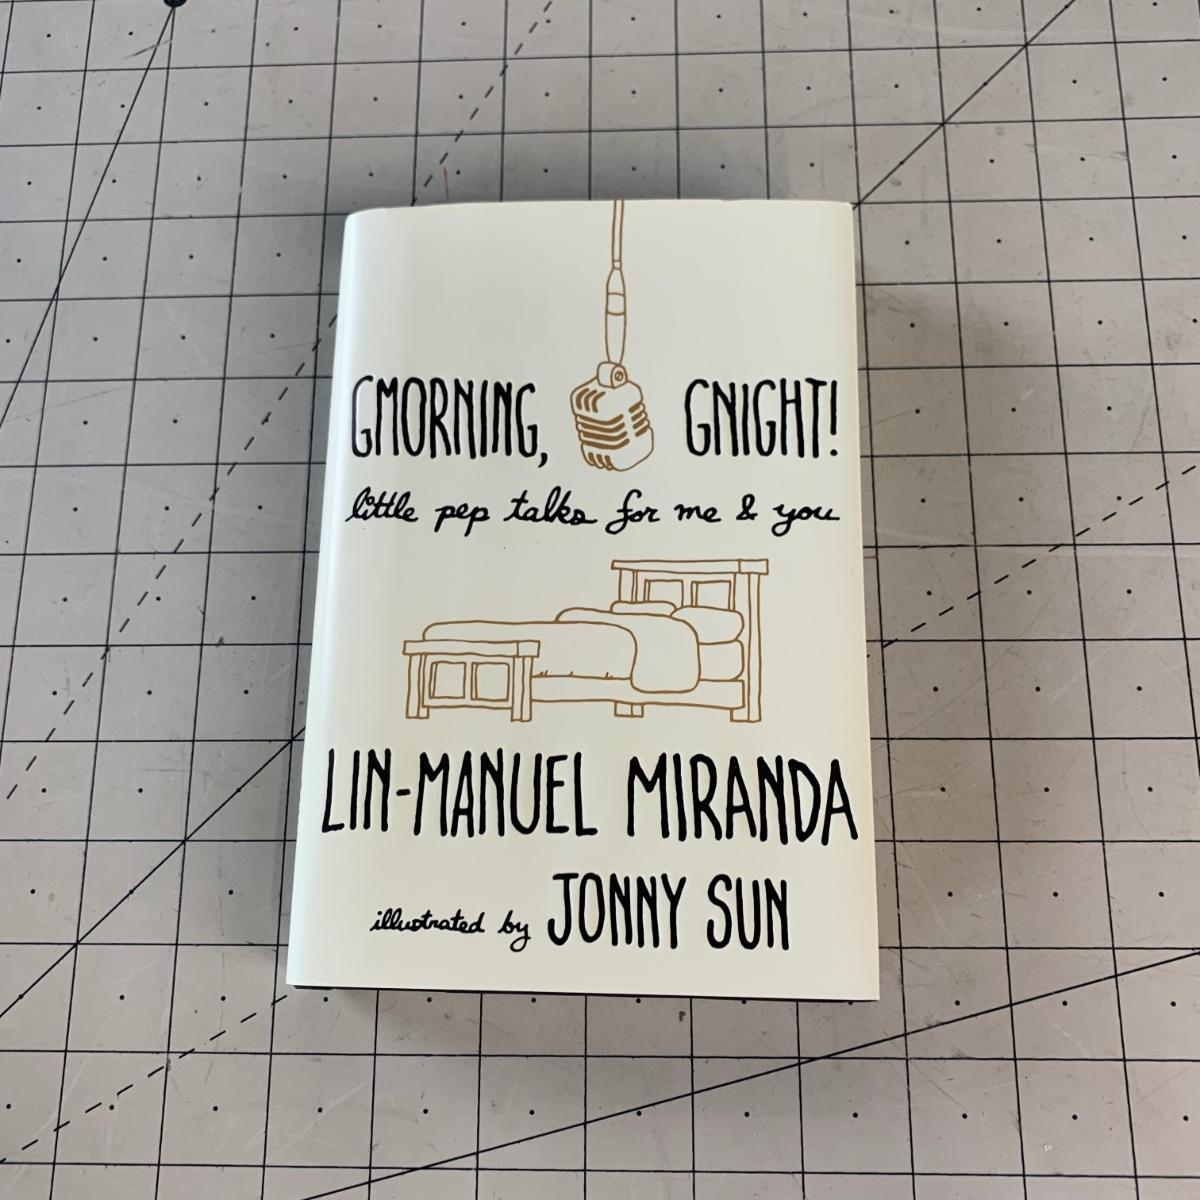 GMORNING, GNIGHT!
little pep talks for me & you
LIN-MANUEL MIRANDA
illustrated by JONNY SUN